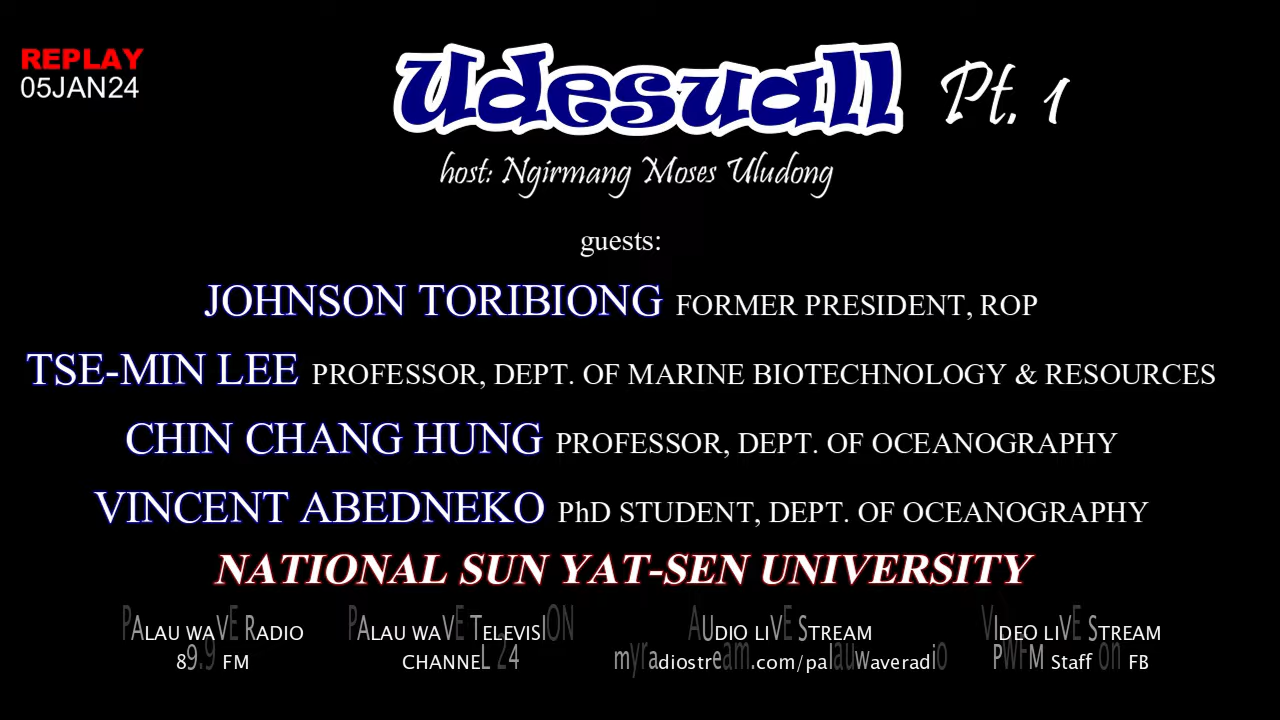 REPLAY
05JAN24
Udesuall Pt. 1
host: Ngirmang Moses Uludong
guests:
JOHNSON TORIBIONG FORMER PRESIDENT, ROP
TSE-MIN LEE PROFESSOR, DEPT. OF MARINE BIOTECHNOLOGY & RESOURCES
CHIN CHANG HUNG PROFESSOR, DEPT. OF OCEANOGRAPHY
VINCENT ABEDNEKO PhD STUDENT, DEPT. OF OCEANOGRAPHY
NATIONAL SUN YAT-SEN UNIVERSITY
PALAU WAVE RADIO
89.9 FM
PALAU WAVE TELEVISION
CHANNEL 24
AUDIO LIVE STREAM
myradiostream.com/palauwaveradio
VIDEO LIVE STREAM
PWFM Staff on FB